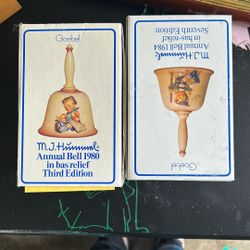 Goebel
M.J. Hummel
Annual Bell 1980
in bas relief
Third Edition
Goebel
M.J. Hummel
Annual Bell 1984
in bas-relief
Seventh Edition